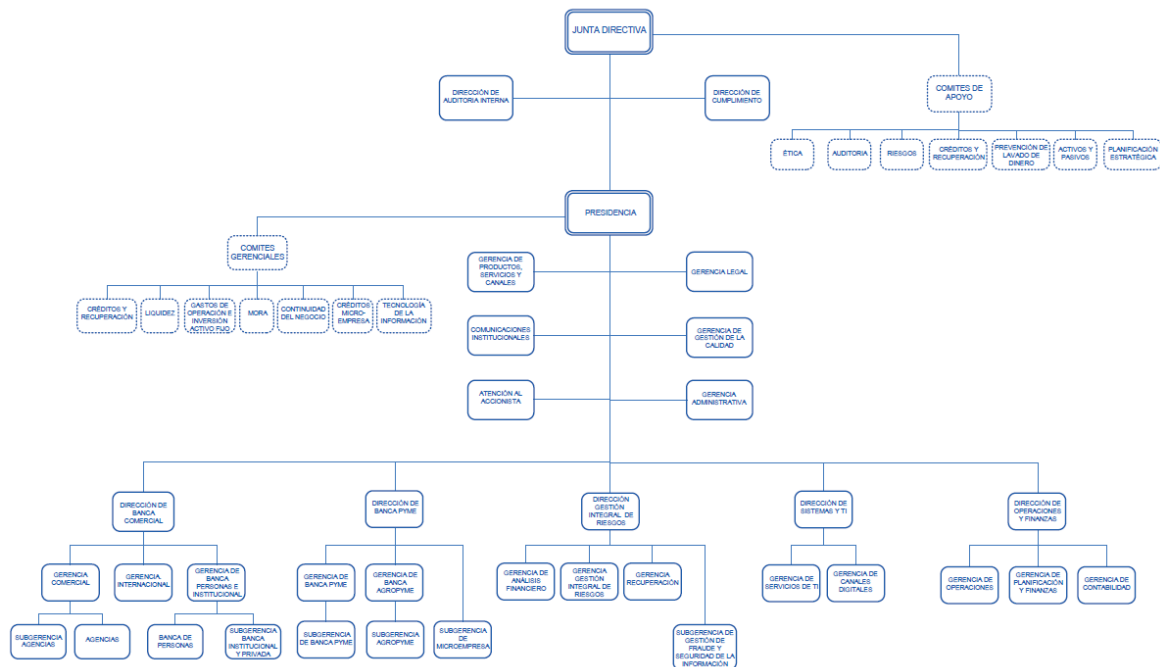 JUNTA DIRECTIVA
DIRECCIÓN DE
AUDITORIA INTERNA
DIRECCIÓN DE
CUMPLIMIENTO
COMITES DE
APOYO
ÉTICA
AUDITORIA
RIESGOS
CRÉDITOS Y
RECUPERACIÓN
PREVENCIÓN DE
LAVADO DE
DINERO
ACTIVOS Y
PASIVOS
PLANIFICACIÓN
ESTRATÉGICA
PRESIDENCIA
COMITES
GERENCIALES
CRÉDITOS Y
RECUPERACIÓN
LIQUIDEZ
GASTOS DE
OPERACIÓN E
INVERSIÓN
ACTIVO FIJO
MORA
CONTINUIDAD
DEL NEGOCIO
CRÉDITOS
MICRO-
EMPRESA
TECNOLOGÍA
DE LA
INFORMACIÓN
GERENCIA DE
PRODUCTOS,
SERVICIOS Y
CANALES
GERENCIA LEGAL
COMUNICACIONES
INSTITUCIONALES
GERENCIA DE
GESTIÓN DE LA
CALIDAD
ATENCIÓN AL
ACCIONISTA
GERENCIA
ADMINISTRATIVA
DIRECCIÓN DE
BANCA
COMERCIAL
DIRECCIÓN DE
BANCA PYME
DIRECCIÓN
GESTIÓN
INTEGRAL DE
RIESGOS
DIRECCIÓN DE
SISTEMAS Y TI
DIRECCIÓN DE
OPERACIONES
Y FINANZAS
GERENCIA
COMERCIAL
GERENCIA
INTERNACIONAL
GERENCIA DE
BANCA
PERSONAS E
INSTITUCIONAL
GERENCIA DE
BANCA PYME
GERENCIA DE
BANCA
AGROPYME
GERENCIA DE
ANÁLISIS
FINANCIERO
GERENCIA
GESTIÓN
INTEGRAL DE
RIESGOS
GERENCIA
RECUPERACIÓN
GERENCIA DE
SERVICIOS DE TI
GERENCIA DE
CANALES
DIGITALES
GERENCIA DE
OPERACIONES
GERENCIA DE
PLANIFICACIÓN
Y FINANZAS
GERENCIA DE
CONTABILIDAD
SUBGERENCIA
AGENCIAS
AGENCIAS
BANCA DE
PERSONAS
SUBGERENCIA
BANCA
INSTITUCIONAL
Y PRIVADA
SUBGERENCIA
DE BANCA PYME
SUBGERENCIA
AGROPYME
SUBGERENCIA
DE
MICROEMPRESA
SUBGERENCIA DE
GESTIÓN DE
FRAUDE Y
SEGURIDAD DE LA
INFORMACIÓN